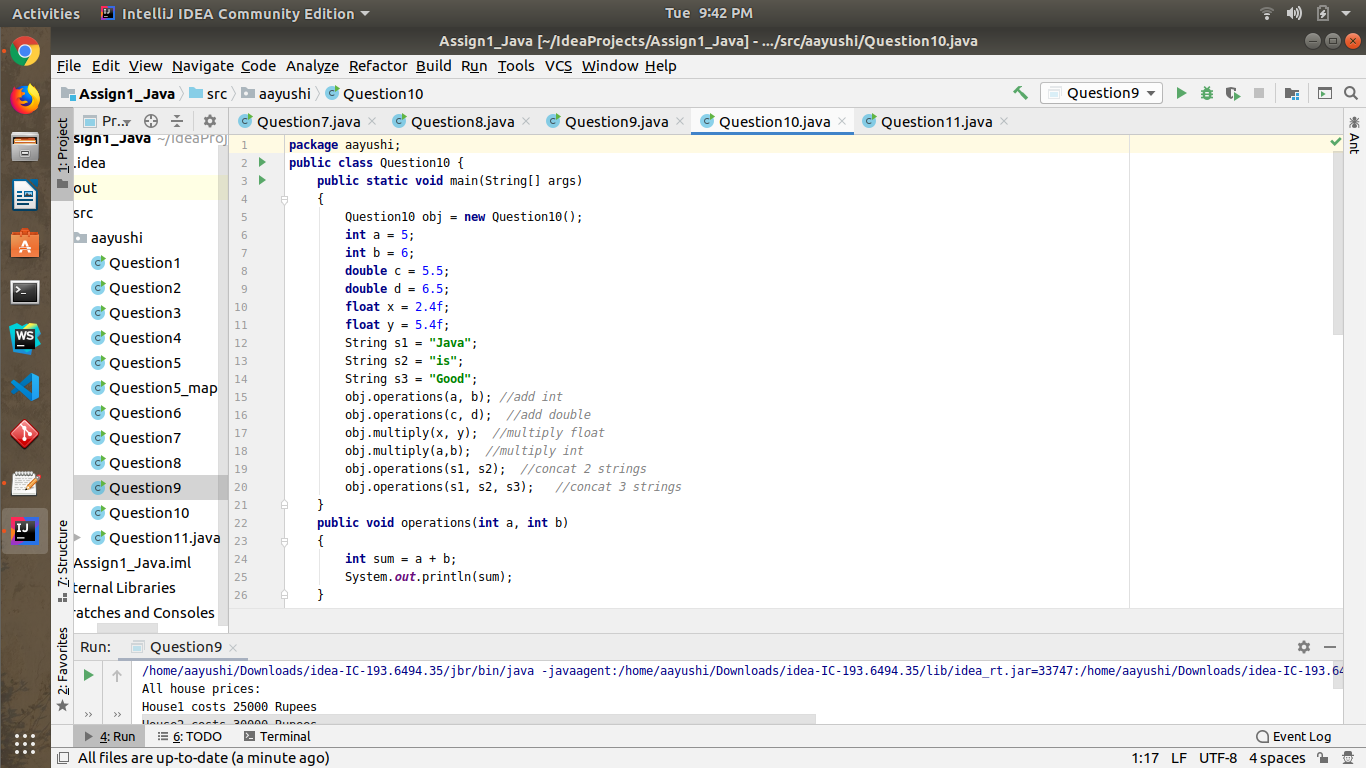 Activities IntelliJ IDEA Community Edition Tue 9:42 PM
Assign1_Java [~/IdeaProjects/Assign1_Java] - .../src/aayushi/Question10.java
File Edit View Navigate Code Analyze Refactor Build Run Tools VCS Window Help
Assign1_Java src aayushi Question10 Question9
1: Project
Pr...
Question7.java Question8.java Question9.java Question10.java Question11.java
Ant
ssign1_Java ~/IdeaProj
.idea
out
src
aayushi
Question1
Question2
Question3
Question4
Question5
Question5_map
Question6
Question7
Question8
Question9
Question10
Question11.java
Assign1_Java.iml
ternal Libraries
ratches and Consoles
1 package aayushi;
2 public class Question10 {
3 public static void main(String[] args)
4 {
5 Question10 obj = new Question10();
6 int a = 5;
7 int b = 6;
8 double c = 5.5;
9 double d = 6.5;
10 float x = 2.4f;
11 float y = 5.4f;
12 String s1 = "Java";
13 String s2 = "is";
14 String s3 = "Good";
15 obj.operations(a, b); //add int
16 obj.operations(c, d); //add double
17 obj.multiply(x, y); //multiply float
18 obj.multiply(a,b); //multiply int
19 obj.operations(s1, s2); //concat 2 strings
20 obj.operations(s1, s2, s3); //concat 3 strings
21 }
22 public void operations(int a, int b)
23 {
24 int sum = a + b;
25 System.out.println(sum);
26 }
7: Structure
2: Favorites
Run: Question9
/home/aayushi/Downloads/idea-IC-193.6494.35/jbr/bin/java -javaagent:/home/aayushi/Downloads/idea-IC-193.6494.35/lib/idea_rt.jar=33747:/home/aayushi/Downloads/idea-IC-193.64
All house prices:
House1 costs 25000 Rupees
House2 costs 30000 Rupees
4: Run 6: TODO Terminal Event Log
All files are up-to-date (a minute ago) 1:17 LF UTF-8 4 spaces